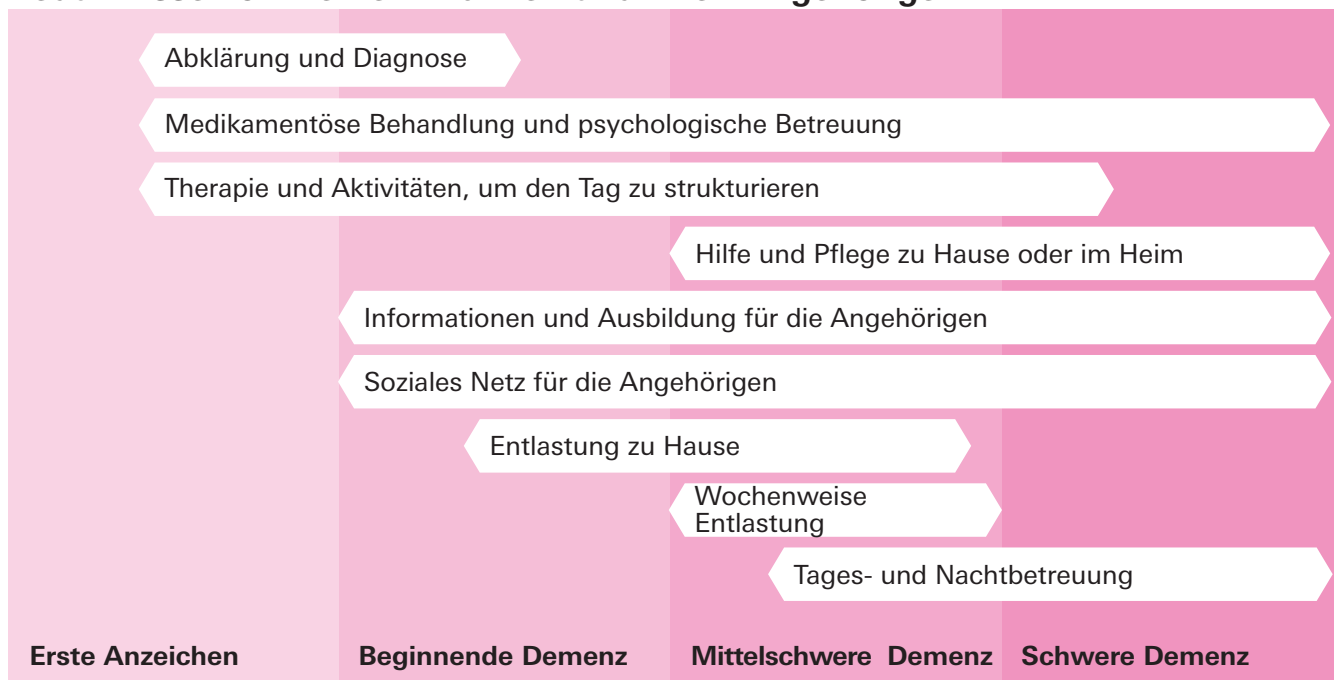 Abklärung und Diagnose
Medikamentöse Behandlung und psychologische Betreuung
Therapie und Aktivitäten, um den Tag zu strukturieren
Hilfe und Pflege zu Hause oder im Heim
Informationen und Ausbildung für die Angehörigen
Soziales Netz für die Angehörigen
Entlastung zu Hause
Wochenweise
Entlastung
Tages- und Nachtbetreuung
Erste Anzeichen
Beginnende Demenz
Mittelschwere Demenz
Schwere Demenz